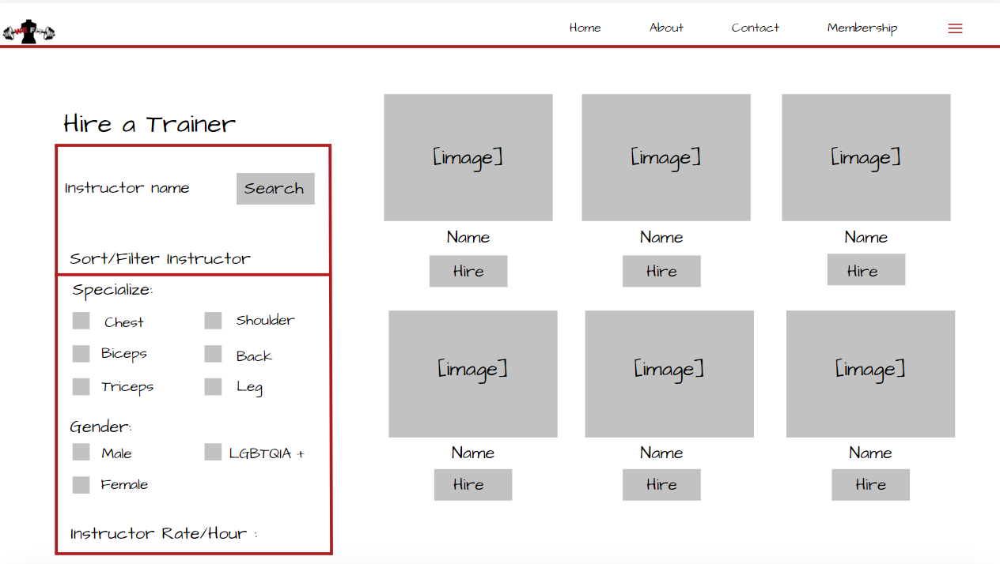 WE FIT
Home About Contact Membership
Hire a Trainer
Instructor name Search
Sort/Filter Instructor
Specialize:
Chest Shoulder
Biceps Back
Triceps Leg
Gender:
Male LGBTQIA +
Female
Instructor Rate/Hour :
[image] [image] [image]
Name Name Name
Hire Hire Hire
[image] [image] [image]
Name Name Name
Hire Hire Hire